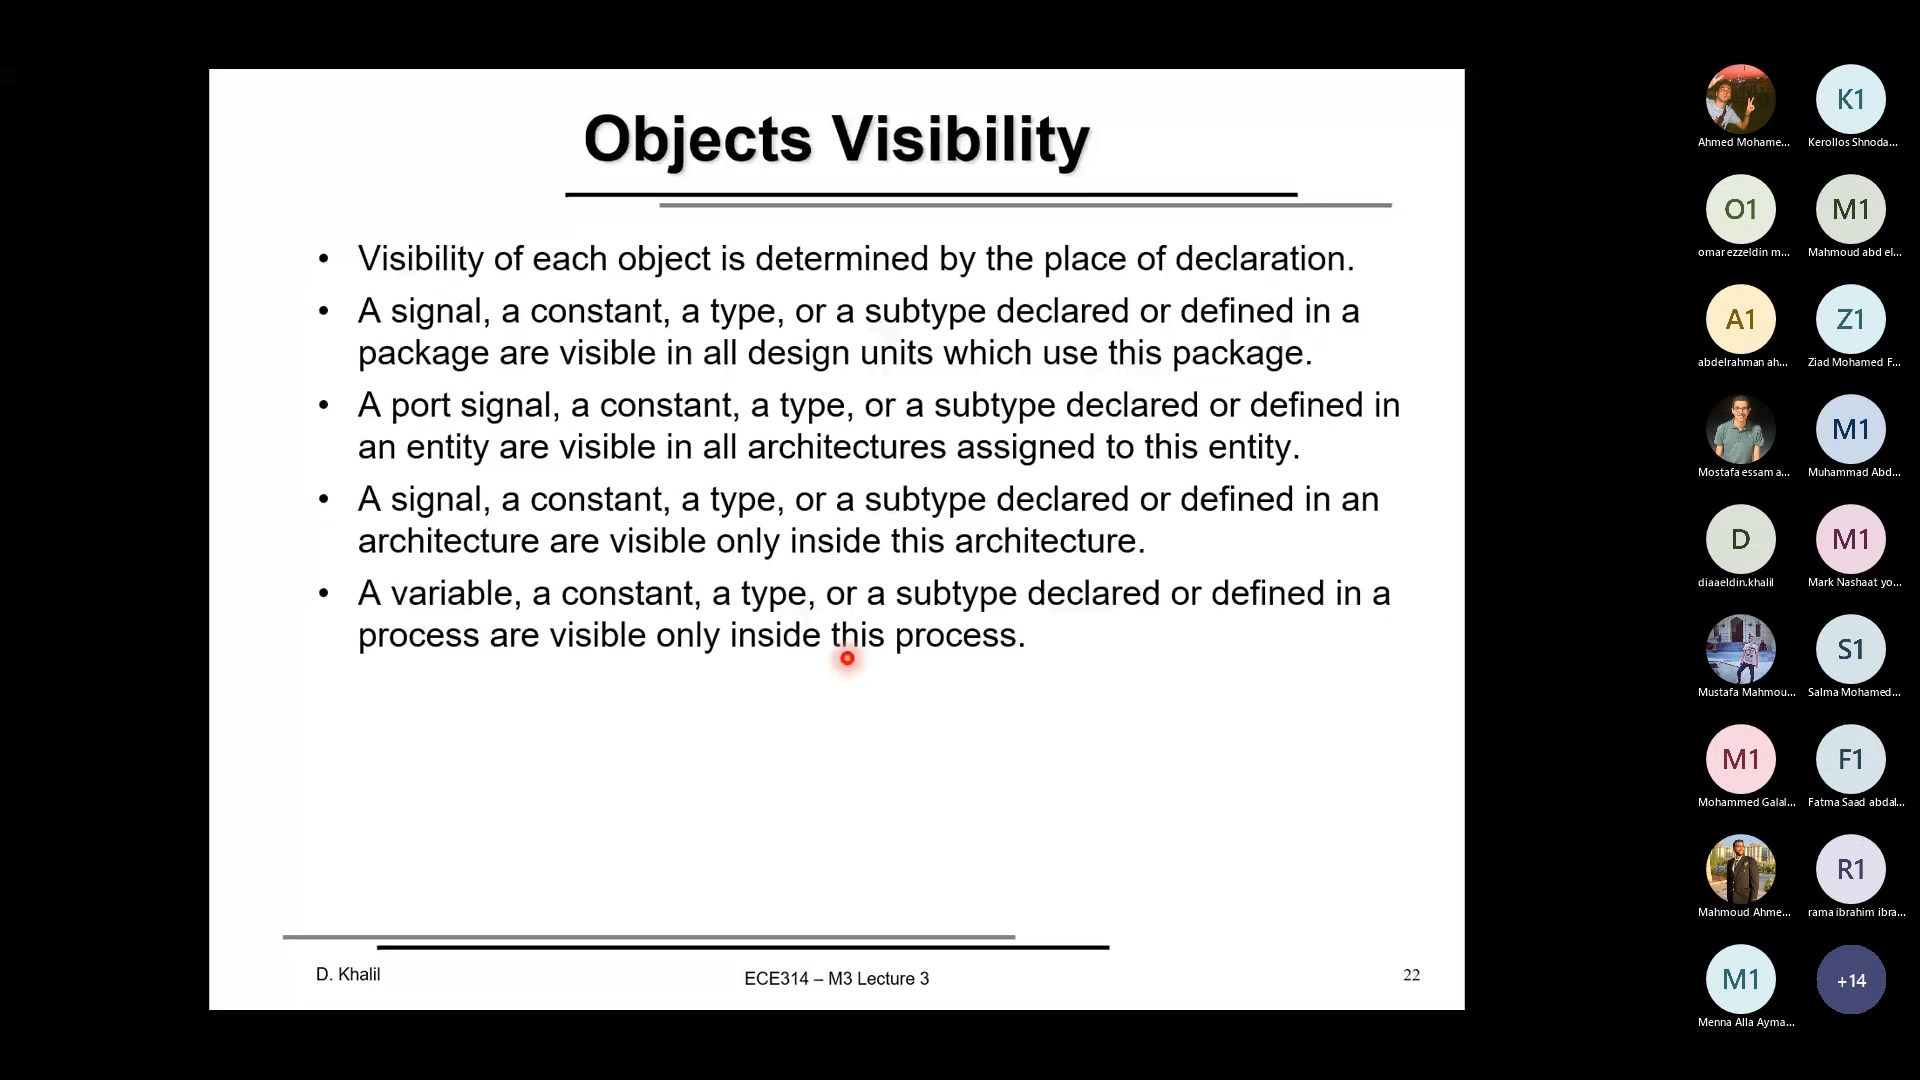 Objects Visibility
• Visibility of each object is determined by the place of declaration.
• A signal, a constant, a type, or a subtype declared or defined in a
package are visible in all design units which use this package.
• A port signal, a constant, a type, or a subtype declared or defined in
an entity are visible in all architectures assigned to this entity.
• A signal, a constant, a type, or a subtype declared or defined in an
architecture are visible only inside this architecture.
• A variable, a constant, a type, or a subtype declared or defined in a
process are visible only inside this process.
D. Khalil
ECE314 – M3 Lecture 3
22
Ahmed Mohame...
K1
Kerollos Shnoda...
O1
omar ezzeldin m...
M1
Mahmoud abd el...
A1
abdelrahman ah...
Z1
Ziad Mohamed F...
Mostafa essam a...
M1
Muhammad Abd...
D
diaaeldin.khalil
M1
Mark Nashaat yo...
Mustafa Mahmou...
S1
Salma Mohamed...
M1
Mohammed Galal...
F1
Fatma Saad abdal...
Mahmoud Ahme...
R1
rama ibrahim ibra...
M1
Menna Alla Ayma...
+14